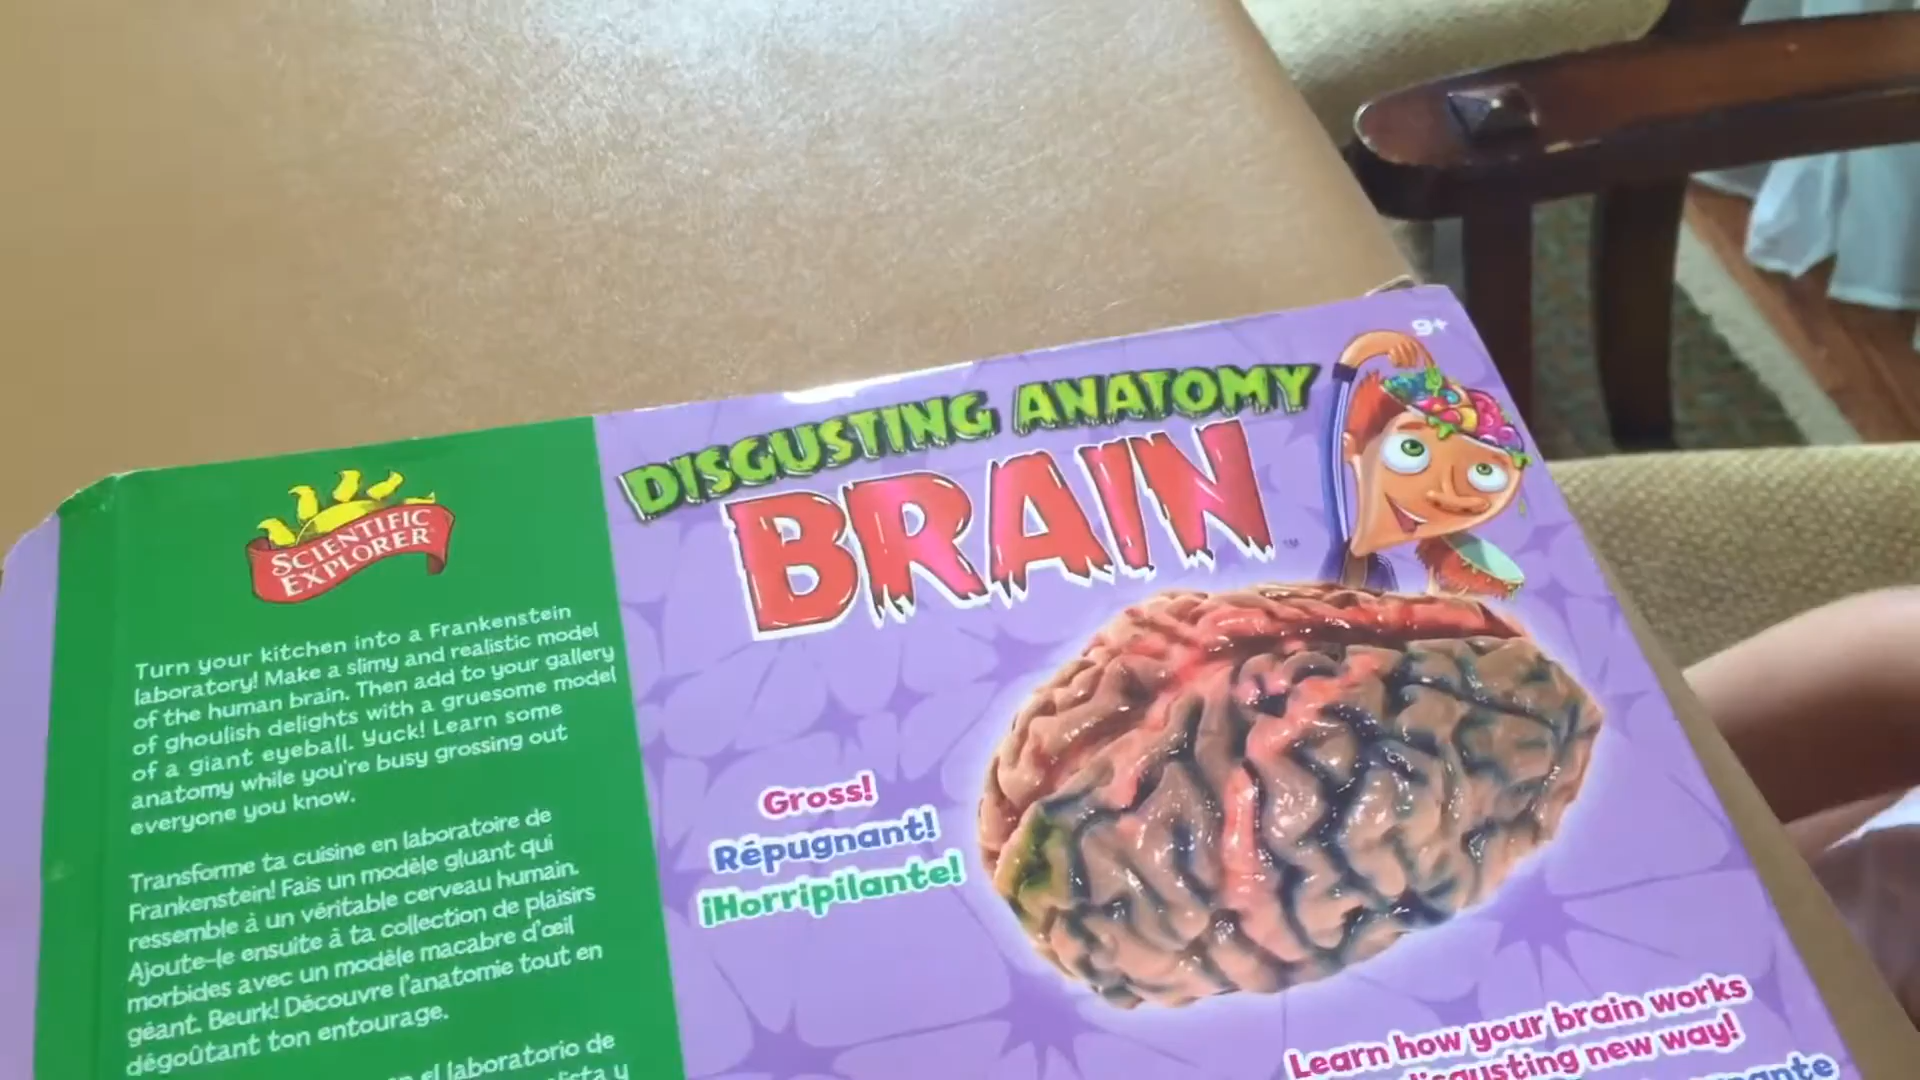 SCIENTIFIC
EXPLORER
Turn your kitchen into a Frankenstein
laboratory! Make a slimy and realistic model
of the human brain. Then add to your gallery
of ghoulish delights with a gruesome model
of a giant eyeball. Yuck! Learn some
anatomy while you're busy grossing out
everyone you know.
Transforme ta cuisine en laboratoire de
Frankenstein! Fais un modèle gluant qui
ressemble à un véritable cerveau humain.
Ajoute-le ensuite à ta collection de plaisirs
morbides avec un modèle macabre d'œil
géant. Beurk! Découvre l'anatomie tout en
dégoûtant ton entourage.
el laboratorio de
y
9+
DISGUSTING ANATOMY
BRAIN
Gross!
Répugnant!
¡Horripilante!
Learn how your brain works
disgusting new way!